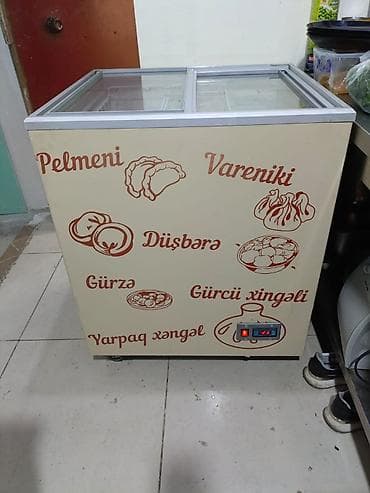 Pelmeni
Vareniki
Düşbərə
Gürzə
Gürcü xingəli
Yarpaq xəngəl